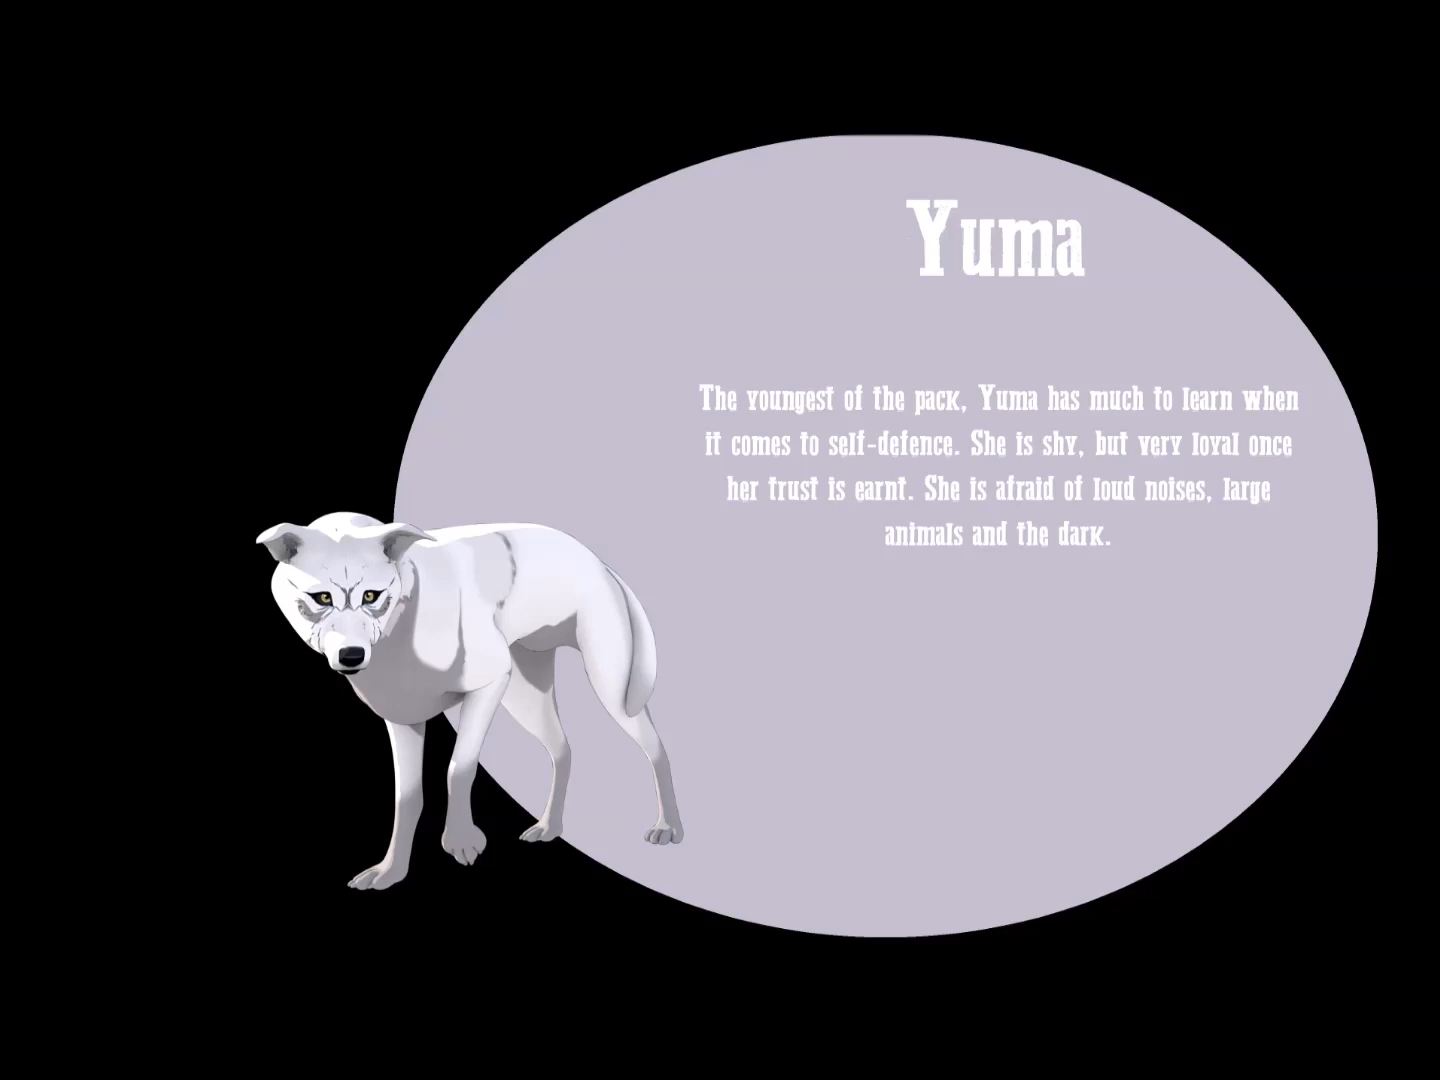 Yuma
The youngest of the pack, Yuma has much to learn when
it comes to self-defence. She is shy, but very loyal once
her trust is earnt. She is afraid of loud noises, large
animals and the dark.